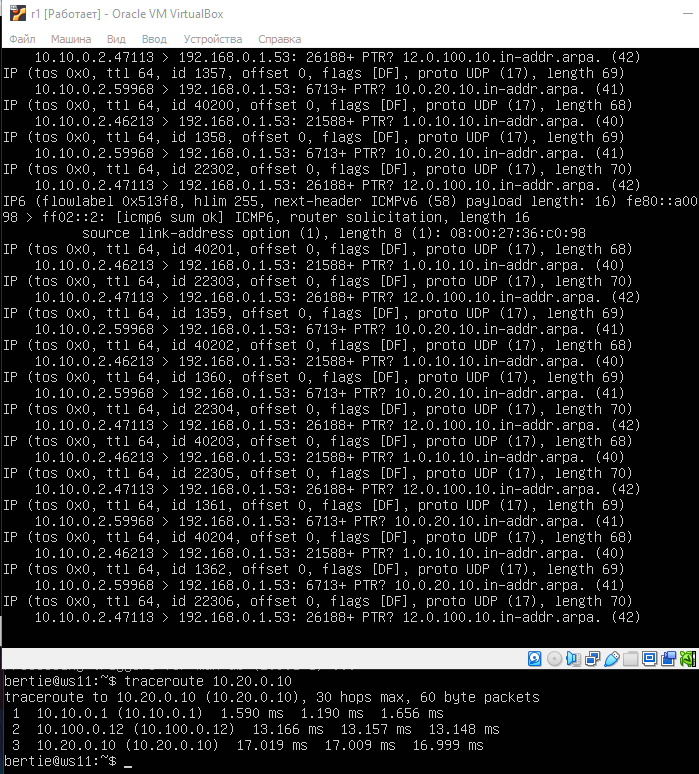 r1 [Работает] - Oracle VM VirtualBox
Файл Машина Вид Ввод Устройства Справка
10.10.0.2.47113 > 192.168.0.1.53: 26188+ PTR? 12.0.100.10.in-addr.arpa. (42)
IP (tos 0x0, ttl 64, id 1357, offset 0, flags [DF], proto UDP (17), length 69)
10.10.0.2.59968 > 192.168.0.1.53: 6713+ PTR? 10.0.20.10.in-addr.arpa. (41)
IP (tos 0x0, ttl 64, id 40200, offset 0, flags [DF], proto UDP (17), length 68)
10.10.0.2.46213 > 192.168.0.1.53: 21588+ PTR? 1.0.10.10.in-addr.arpa. (40)
IP (tos 0x0, ttl 64, id 1358, offset 0, flags [DF], proto UDP (17), length 69)
10.10.0.2.59968 > 192.168.0.1.53: 6713+ PTR? 10.0.20.10.in-addr.arpa. (41)
IP (tos 0x0, ttl 64, id 22302, offset 0, flags [DF], proto UDP (17), length 70)
10.10.0.2.47113 > 192.168.0.1.53: 26188+ PTR? 12.0.100.10.in-addr.arpa. (42)
IP6 (flowlabel 0x513f8, hlim 255, next-header ICMPv6 (58) payload length: 16) fe80::a00
98 > ff02::2: [icmp6 sum ok] ICMP6, router solicitation, length 16
source link-address option (1), length 8 (1): 08:00:27:36:c0:98
IP (tos 0x0, ttl 64, id 40201, offset 0, flags [DF], proto UDP (17), length 68)
10.10.0.2.46213 > 192.168.0.1.53: 21588+ PTR? 1.0.10.10.in-addr.arpa. (40)
IP (tos 0x0, ttl 64, id 22303, offset 0, flags [DF], proto UDP (17), length 70)
10.10.0.2.47113 > 192.168.0.1.53: 26188+ PTR? 12.0.100.10.in-addr.arpa. (42)
IP (tos 0x0, ttl 64, id 1359, offset 0, flags [DF], proto UDP (17), length 69)
10.10.0.2.59968 > 192.168.0.1.53: 6713+ PTR? 10.0.20.10.in-addr.arpa. (41)
IP (tos 0x0, ttl 64, id 40202, offset 0, flags [DF], proto UDP (17), length 68)
10.10.0.2.46213 > 192.168.0.1.53: 21588+ PTR? 1.0.10.10.in-addr.arpa. (40)
IP (tos 0x0, ttl 64, id 1360, offset 0, flags [DF], proto UDP (17), length 69)
10.10.0.2.59968 > 192.168.0.1.53: 6713+ PTR? 10.0.20.10.in-addr.arpa. (41)
IP (tos 0x0, ttl 64, id 22304, offset 0, flags [DF], proto UDP (17), length 70)
10.10.0.2.47113 > 192.168.0.1.53: 26188+ PTR? 12.0.100.10.in-addr.arpa. (42)
IP (tos 0x0, ttl 64, id 40203, offset 0, flags [DF], proto UDP (17), length 68)
10.10.0.2.46213 > 192.168.0.1.53: 21588+ PTR? 1.0.10.10.in-addr.arpa. (40)
IP (tos 0x0, ttl 64, id 22305, offset 0, flags [DF], proto UDP (17), length 70)
10.10.0.2.47113 > 192.168.0.1.53: 26188+ PTR? 12.0.100.10.in-addr.arpa. (42)
IP (tos 0x0, ttl 64, id 1361, offset 0, flags [DF], proto UDP (17), length 69)
10.10.0.2.59968 > 192.168.0.1.53: 6713+ PTR? 10.0.20.10.in-addr.arpa. (41)
IP (tos 0x0, ttl 64, id 40204, offset 0, flags [DF], proto UDP (17), length 68)
10.10.0.2.46213 > 192.168.0.1.53: 21588+ PTR? 1.0.10.10.in-addr.arpa. (40)
IP (tos 0x0, ttl 64, id 1362, offset 0, flags [DF], proto UDP (17), length 69)
10.10.0.2.59968 > 192.168.0.1.53: 6713+ PTR? 10.0.20.10.in-addr.arpa. (41)
IP (tos 0x0, ttl 64, id 22306, offset 0, flags [DF], proto UDP (17), length 70)
10.10.0.2.47113 > 192.168.0.1.53: 26188+ PTR? 12.0.100.10.in-addr.arpa. (42)
bertie@ws11:~$ traceroute 10.20.0.10
traceroute to 10.20.0.10 (10.20.0.10), 30 hops max, 60 byte packets
1 10.10.0.1 (10.10.0.1) 1.590 ms 1.190 ms 1.656 ms
2 10.100.0.12 (10.100.0.12) 13.166 ms 13.157 ms 13.148 ms
3 10.20.0.10 (10.20.0.10) 17.019 ms 17.009 ms 16.999 ms
bertie@ws11:~$ _